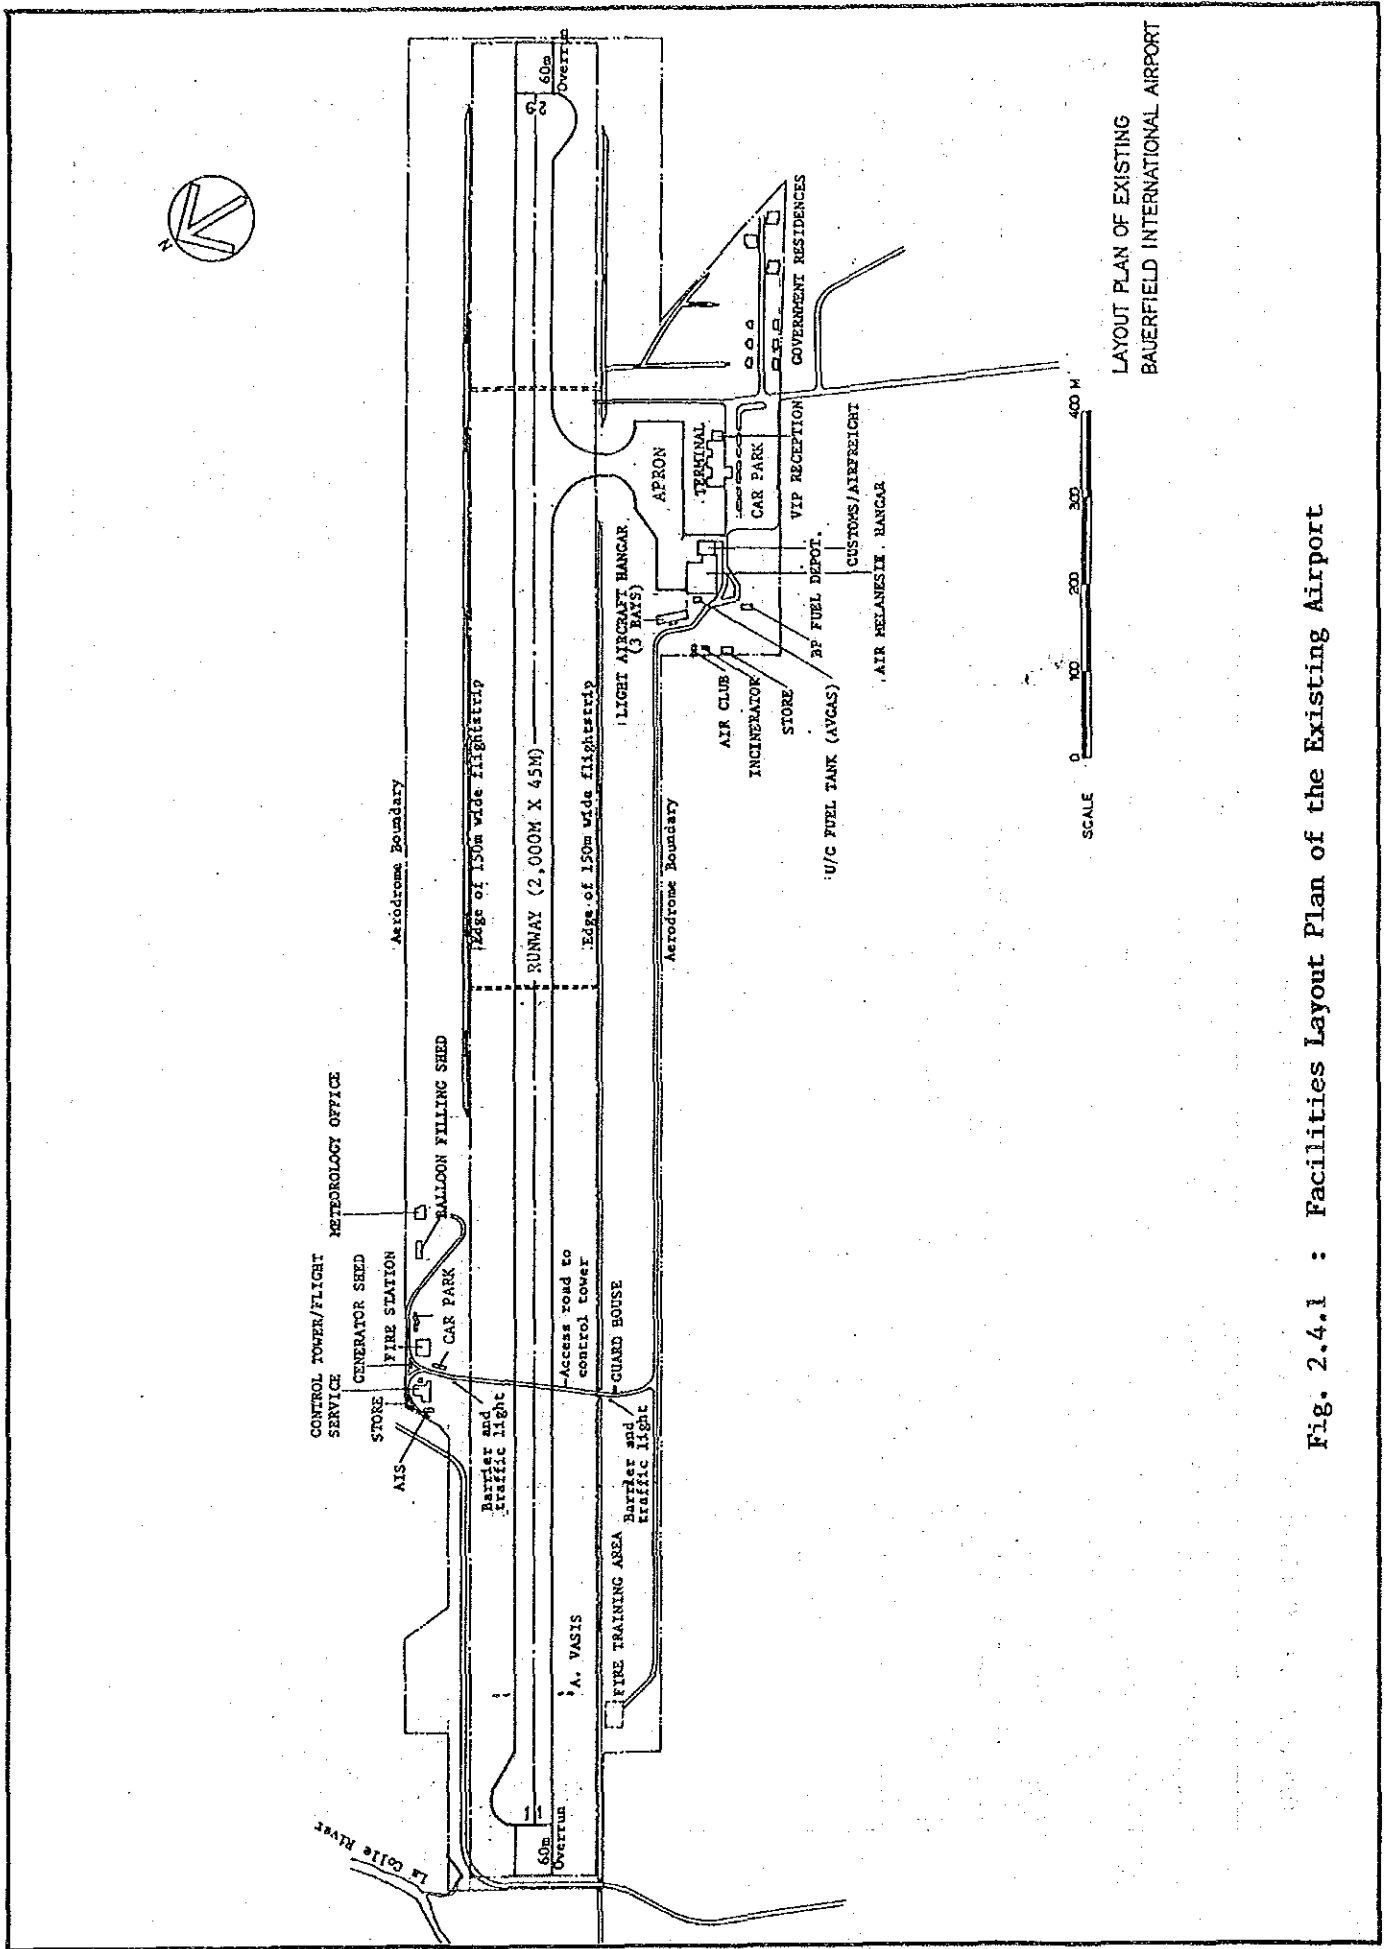 N
La Colle River
Aerodrome Boundary
CONTROL TOWER/FLIGHT
SERVICE
METEOROLOGY OFFICE
GENERATOR SHED
BALLOON FILLING SHED
STORE
FIRE STATION
AIS
CAR PARK
Barrier and
traffic light
Edge of 150m wide flightstrip
60m
Overrun
11
RUNWAY (2,000M X 45M)
29
60m
Overrun
A. VASIS
Access road to
control tower
Edge of 150m wide flightstrip
FIRE TRAINING AREA
Barrier and
traffic light
GUARD HOUSE
Aerodrome Boundary
LIGHT AIRCRAFT HANGAR
(3 BAYS)
APRON
TERMINAL
CAR PARK
AIR CLUB
INCINERATOR
STORE
U/G FUEL TANK (AVGAS)
BP FUEL DEPOT.
VIP RECEPTION
GOVERNMENT RESIDENCES
CUSTOMS/AIRFREIGHT
AIR MELANESIE HANGAR
SCALE
0
100
200
300
400 M
LAYOUT PLAN OF EXISTING
BAUERFIELD INTERNATIONAL AIRPORT
Fig. 2.4.1 : Facilities Layout Plan of the Existing Airport